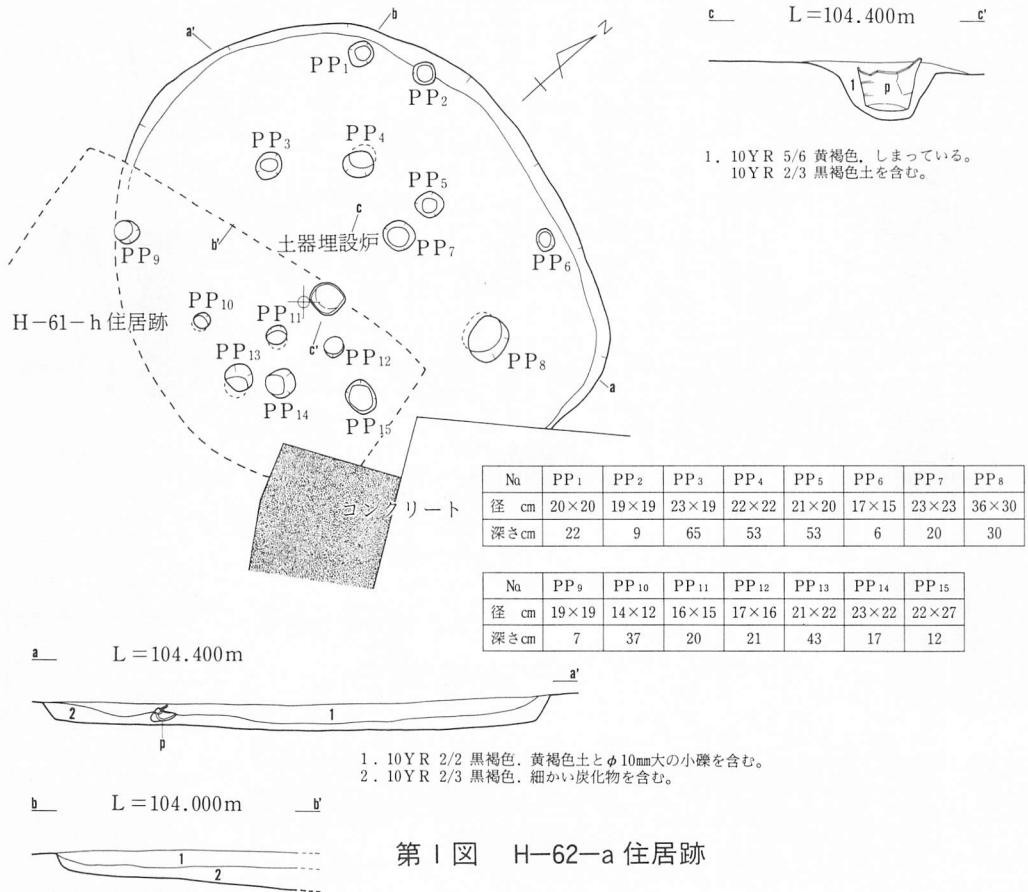 b
a'
N
PP1
PP2
PP3
PP4
PP5
c
土器埋設炉
PP7
PP6
PP9
b'
H-61-h住居跡
PP10
PP11
c'
PP12
PP13
PP14
PP15
PP8
a
コンクリート
c L=104.400m c'
1 p
1. 10YR 5/6 黄褐色. しまっている。
10YR 2/3 黒褐色土を含む。
No. PP1 PP2 PP3 PP4 PP5 PP6 PP7 PP8
径 cm 20×20 19×19 23×19 22×22 21×20 17×15 23×23 36×30
深さcm 22 9 65 53 53 6 20 30
No. PP9 PP10 PP11 PP12 PP13 PP14 PP15
径 cm 19×19 14×12 16×15 17×16 21×22 23×22 22×27
深さcm 7 37 20 21 43 17 12
a L=104.400m a'
2 1
p
1. 10YR 2/2 黒褐色. 黄褐色土とφ10mm大の小礫を含む。
2. 10YR 2/3 黒褐色. 細かい炭化物を含む。
b L=104.000m b'
1
2
第1図 H-62-a住居跡